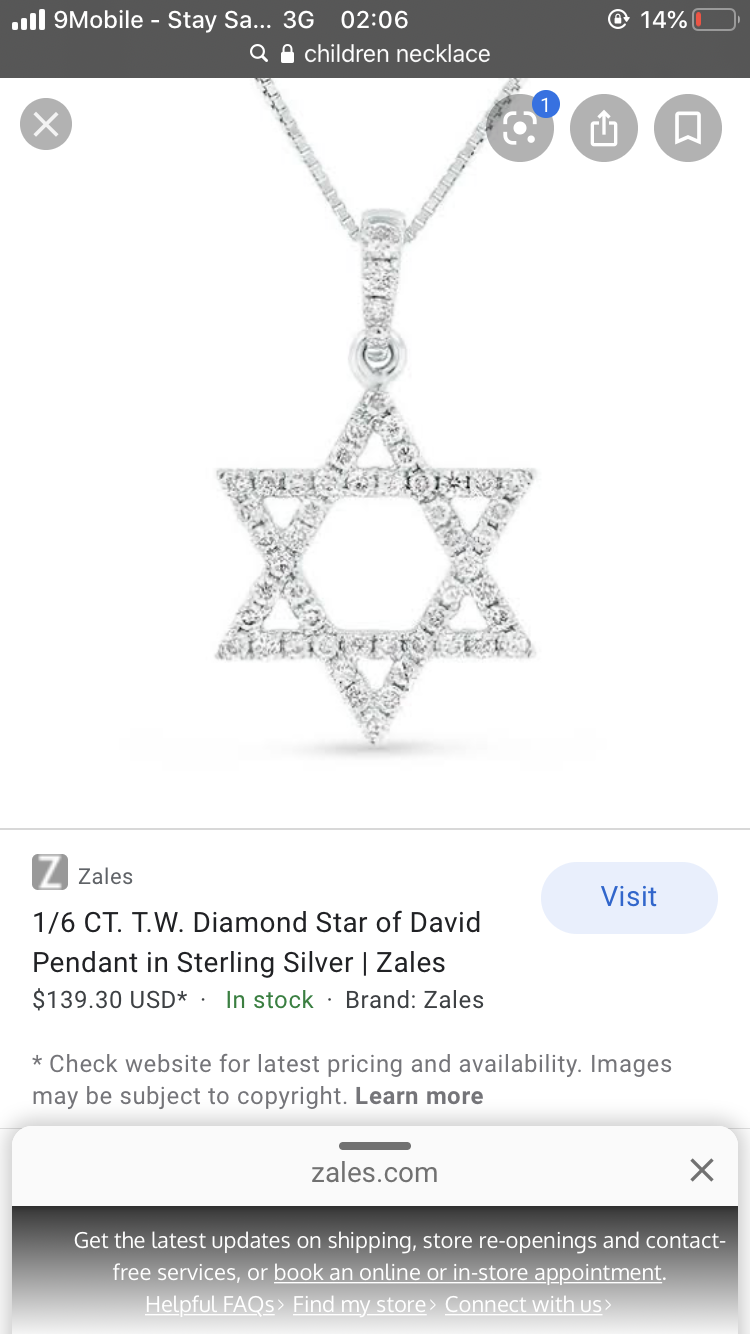 9Mobile - Stay Sa... 3G 02:06 14%
children necklace
1
Z Zales
Visit
1/6 CT. T.W. Diamond Star of David
Pendant in Sterling Silver | Zales
$139.30 USD* · In stock · Brand: Zales
* Check website for latest pricing and availability. Images
may be subject to copyright. Learn more
zales.com
Get the latest updates on shipping, store re-openings and contact-
free services, or book an online or in-store appointment.
Helpful FAQs› Find my store› Connect with us›